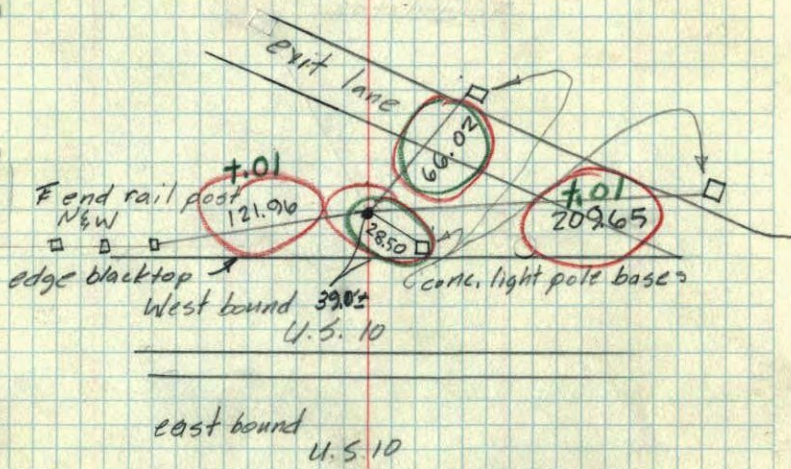 exit lane
66.02
+.01
end rail post
N&W
121.96
+.01
209.65
28.50
edge blacktop
conc. light pole bases
West bound
39.0±
U.S. 10
east bound
U.S. 10